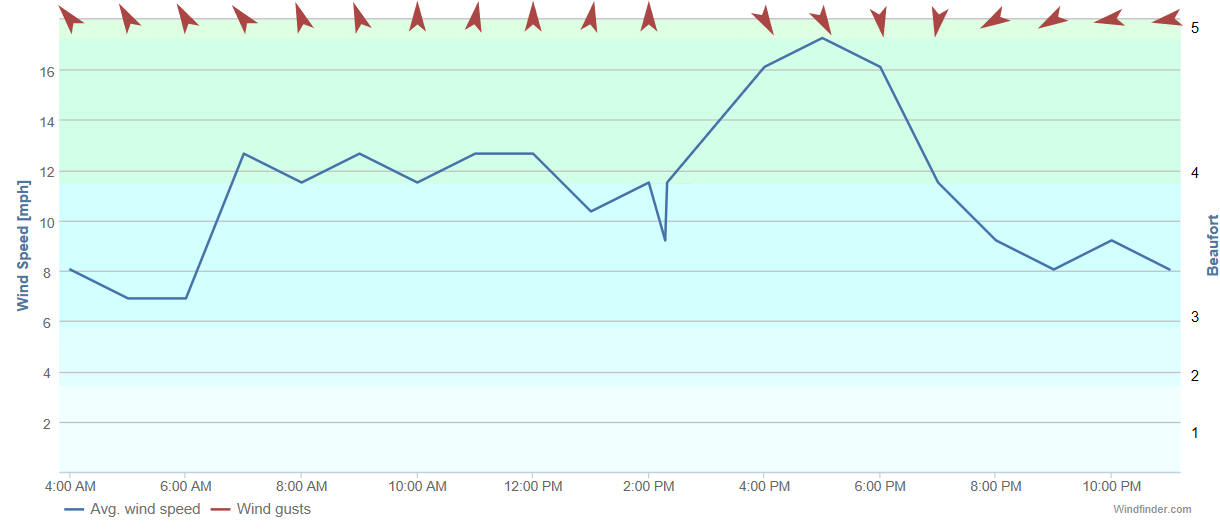 5
16
14
12
4
10
8
6
3
4
2
2
1
Wind Speed [mph]
Beaufort
4:00 AM 6:00 AM 8:00 AM 10:00 AM 12:00 PM 2:00 PM 4:00 PM 6:00 PM 8:00 PM 10:00 PM
Avg. wind speed Wind gusts
Windfinder.com